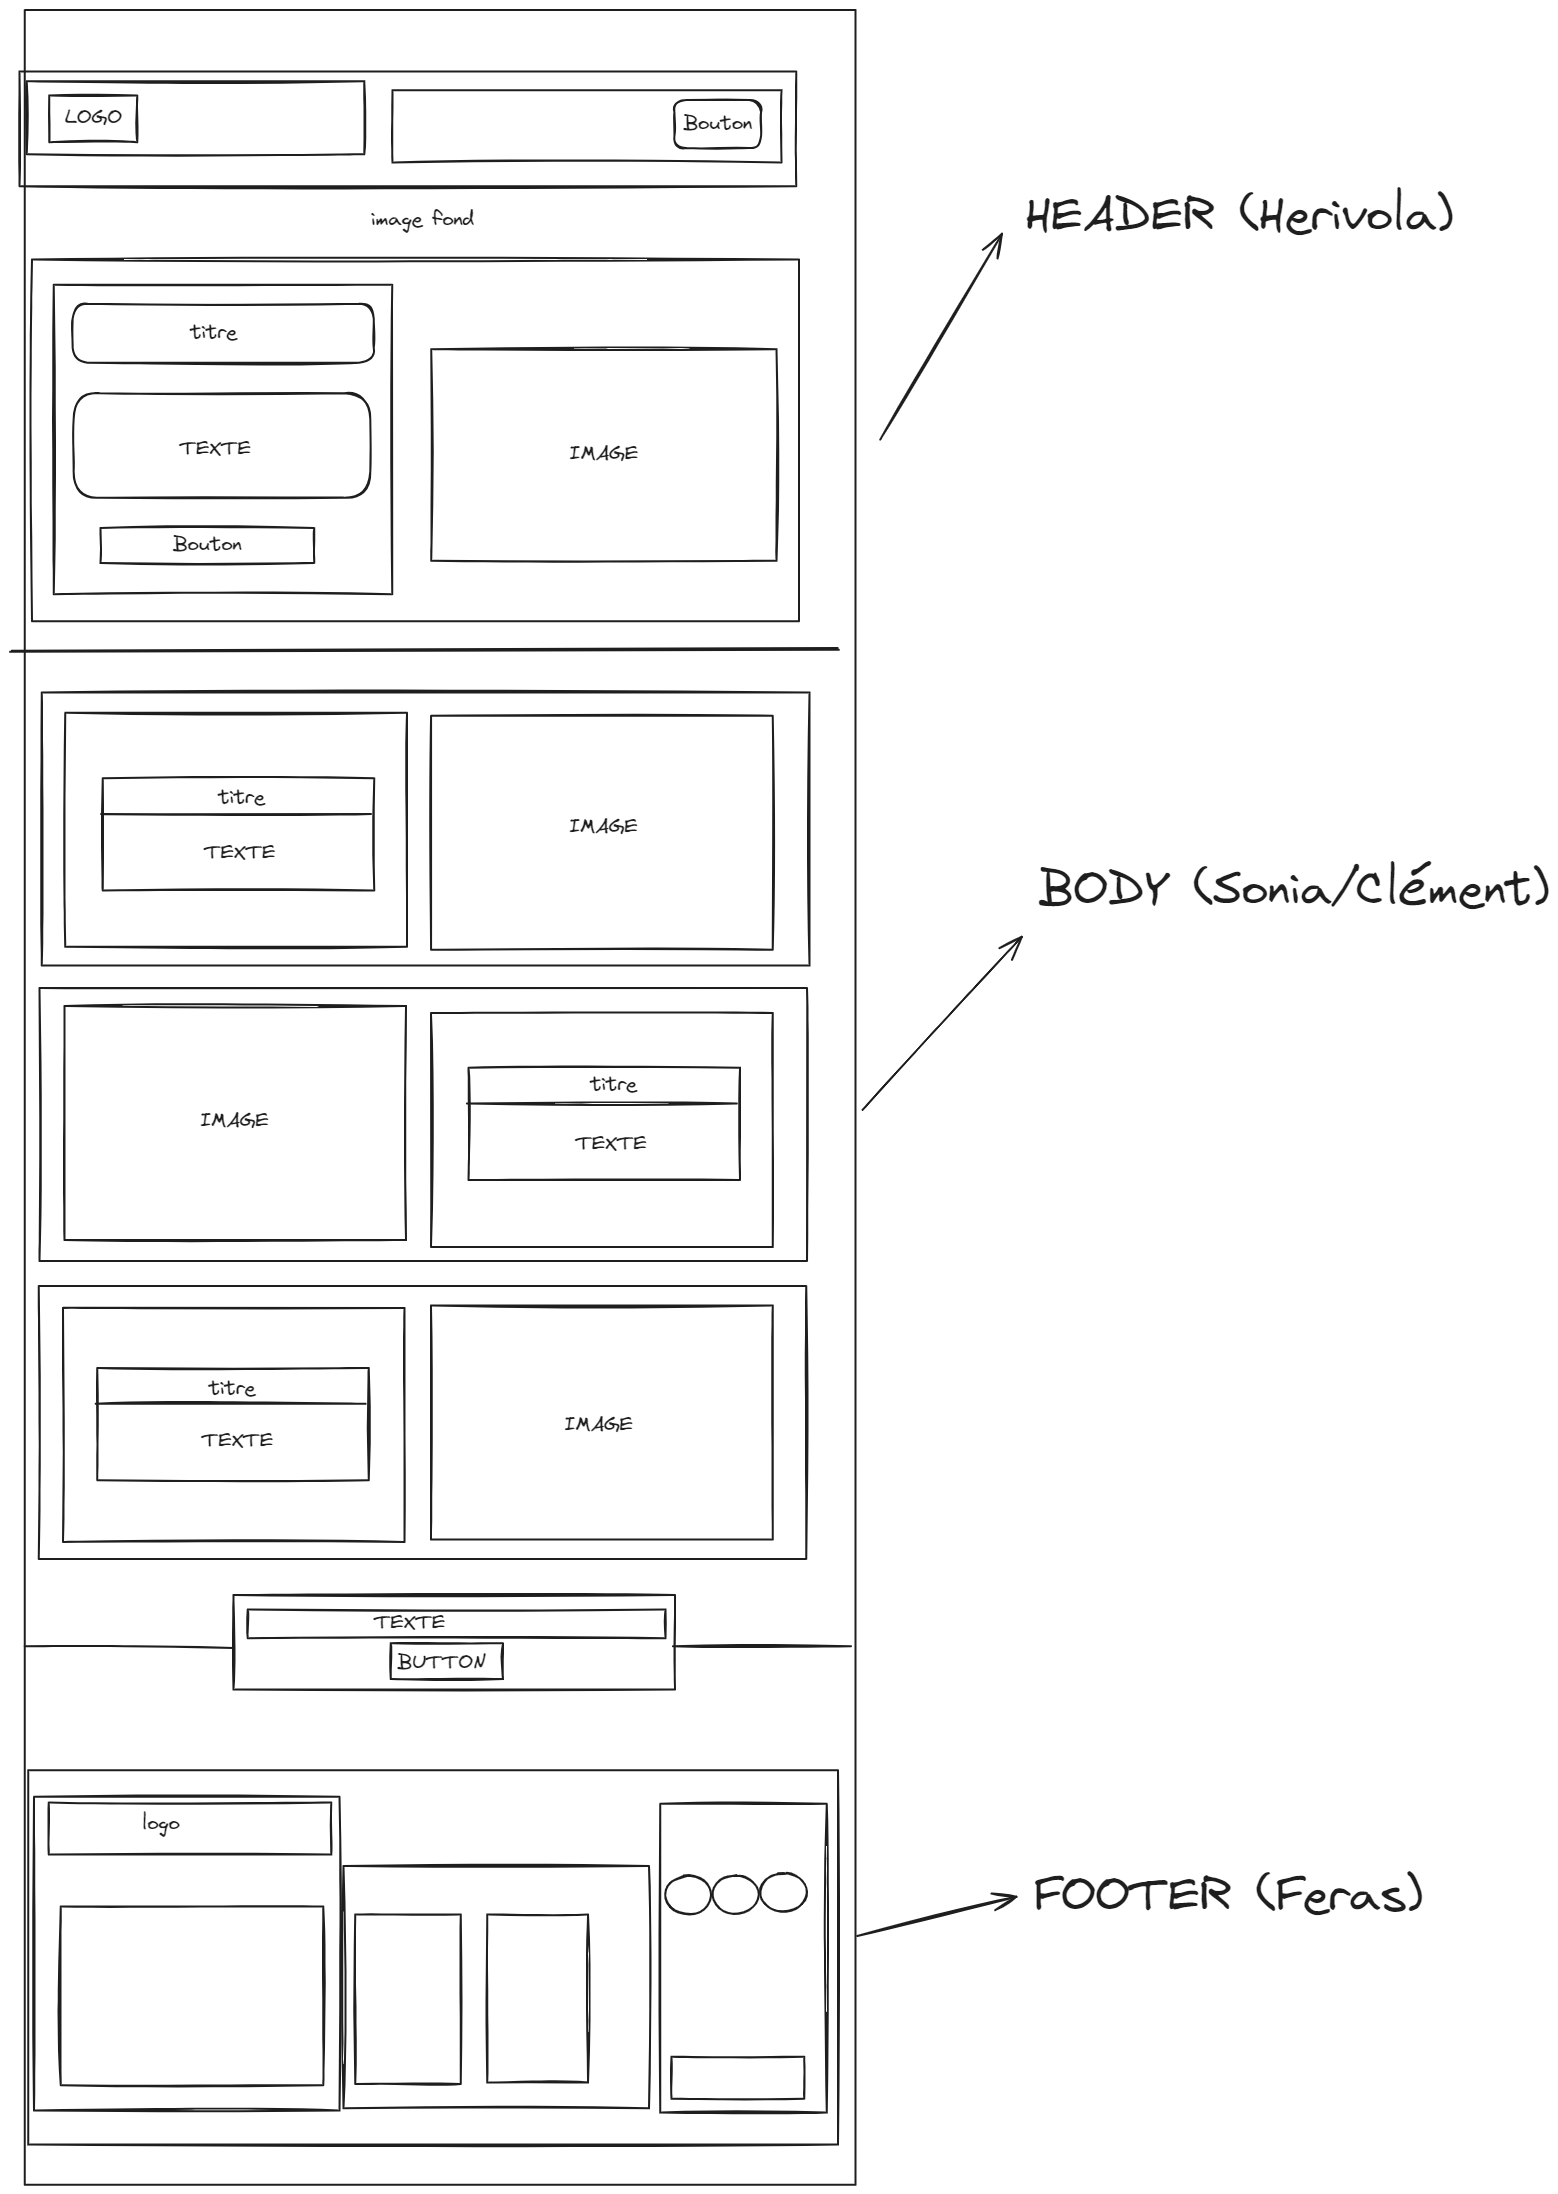 LOGO
Bouton
image fond
HEADER (Herivola)
titre
TEXTE
IMAGE
Bouton
titre
TEXTE
IMAGE
BODY (Sonia/Clément)
IMAGE
titre
TEXTE
titre
TEXTE
IMAGE
TEXTE
BUTTON
logo
FOOTER (Feras)